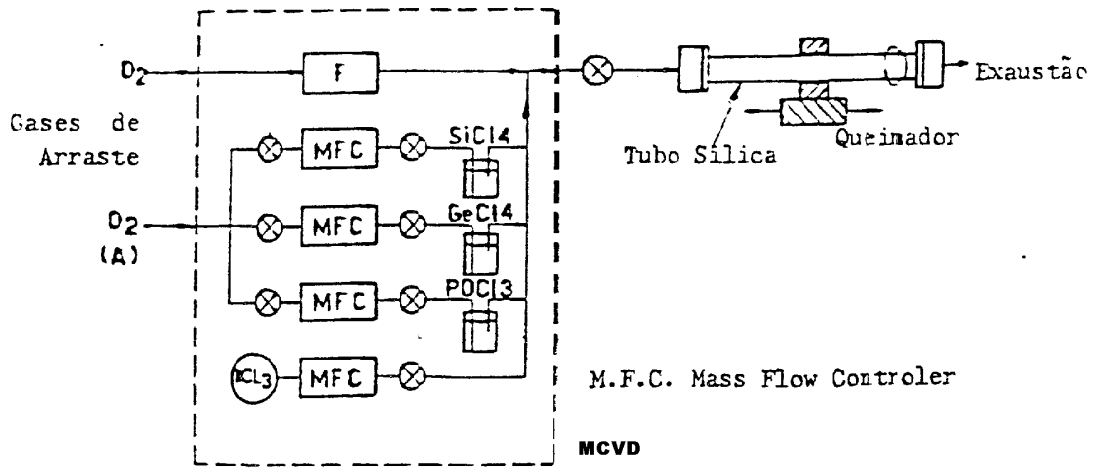 O2
F
Exaustão
Gases de
Arraste
SiCl4
MFC
Queimador
Tubo Sílica
GeCl4
O2
(A)
MFC
POCl3
MFC
BCL3
MFC
M.F.C. Mass Flow Controler
MCVD